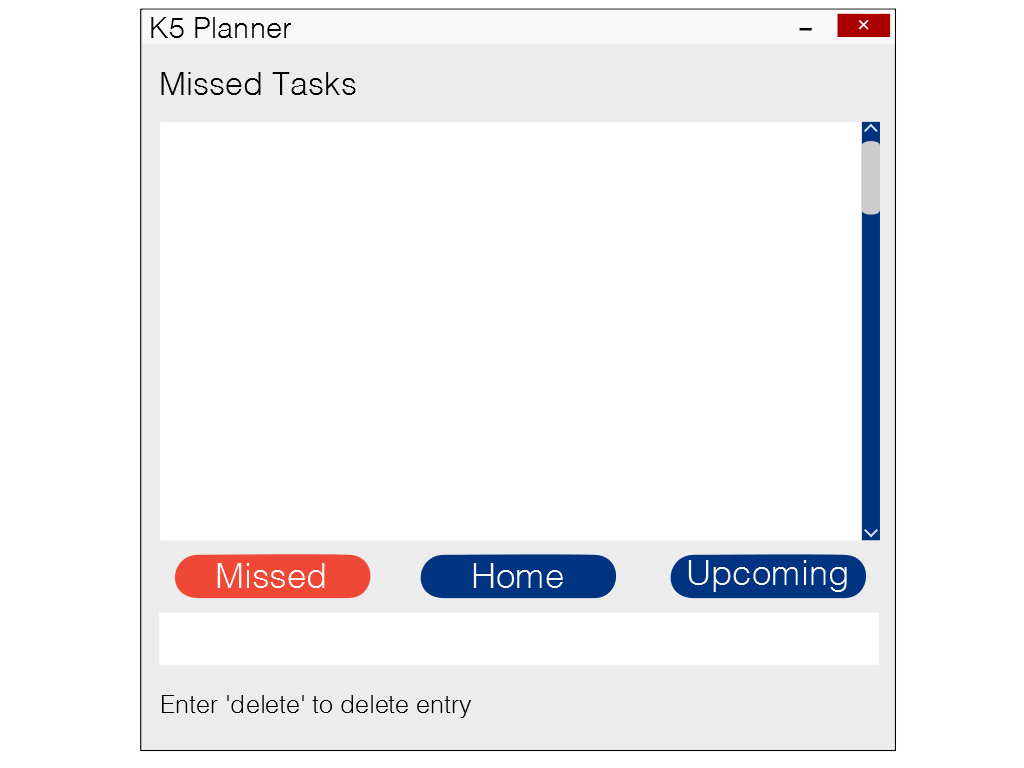 K5 Planner
Missed Tasks
Missed
Home
Upcoming
Enter 'delete' to delete entry